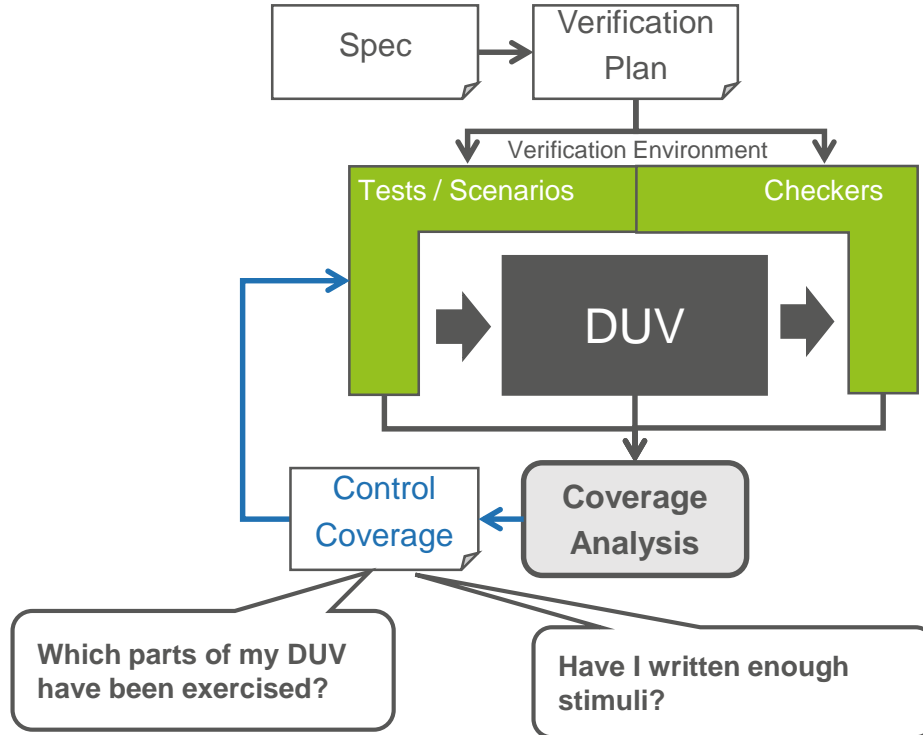 Spec
Verification
Plan
Verification Environment
Tests / Scenarios
Checkers
DUV
Control
Coverage
Coverage
Analysis
Which parts of my DUV
have been exercised?
Have I written enough
stimuli?